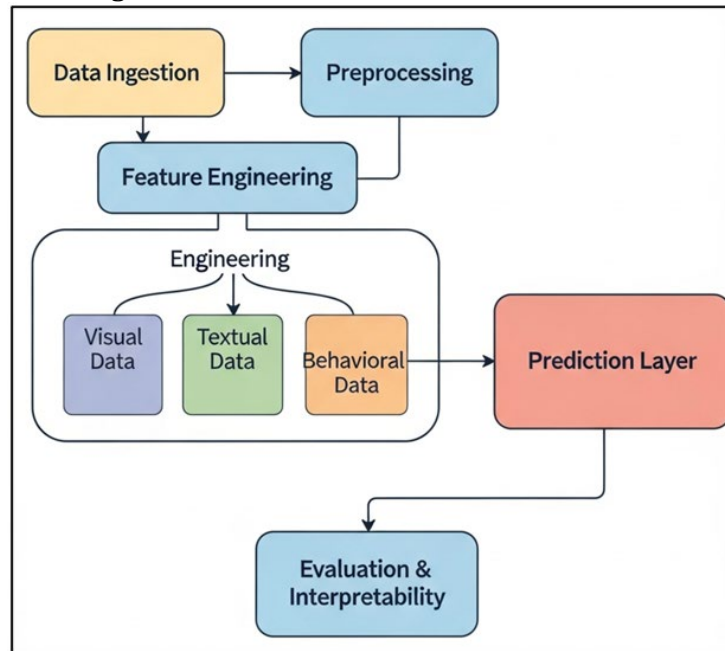 Data Ingestion
Preprocessing
Feature Engineering
Engineering
Visual
Data
Textual
Data
Behavioral
Data
Prediction Layer
Evaluation &
Interpretability